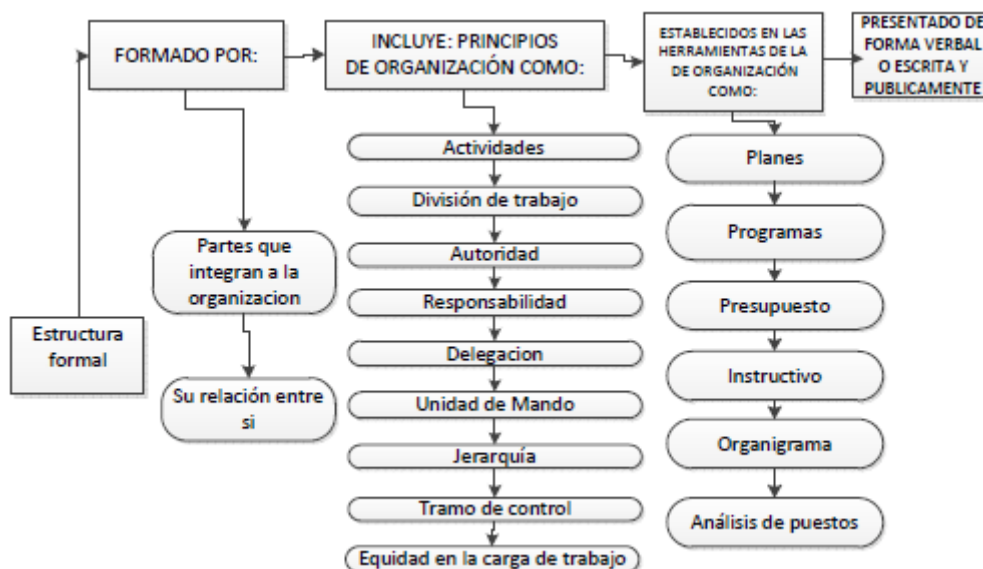 FORMADO POR:
INCLUYE: PRINCIPIOS
DE ORGANIZACIÓN COMO:
ESTABLECIDOS EN LAS
HERRAMIENTAS DE LA
DE ORGANIZACIÓN
COMO:
PRESENTADO DE
FORMA VERBAL
O ESCRITA Y
PUBLICAMENTE
Estructura
formal
Partes que
integran a la
organizacion
Su relación entre
si
Actividades
División de trabajo
Autoridad
Responsabilidad
Delegacion
Unidad de Mando
Jerarquía
Tramo de control
Equidad en la carga de trabajo
Planes
Programas
Presupuesto
Instructivo
Organigrama
Análisis de puestos